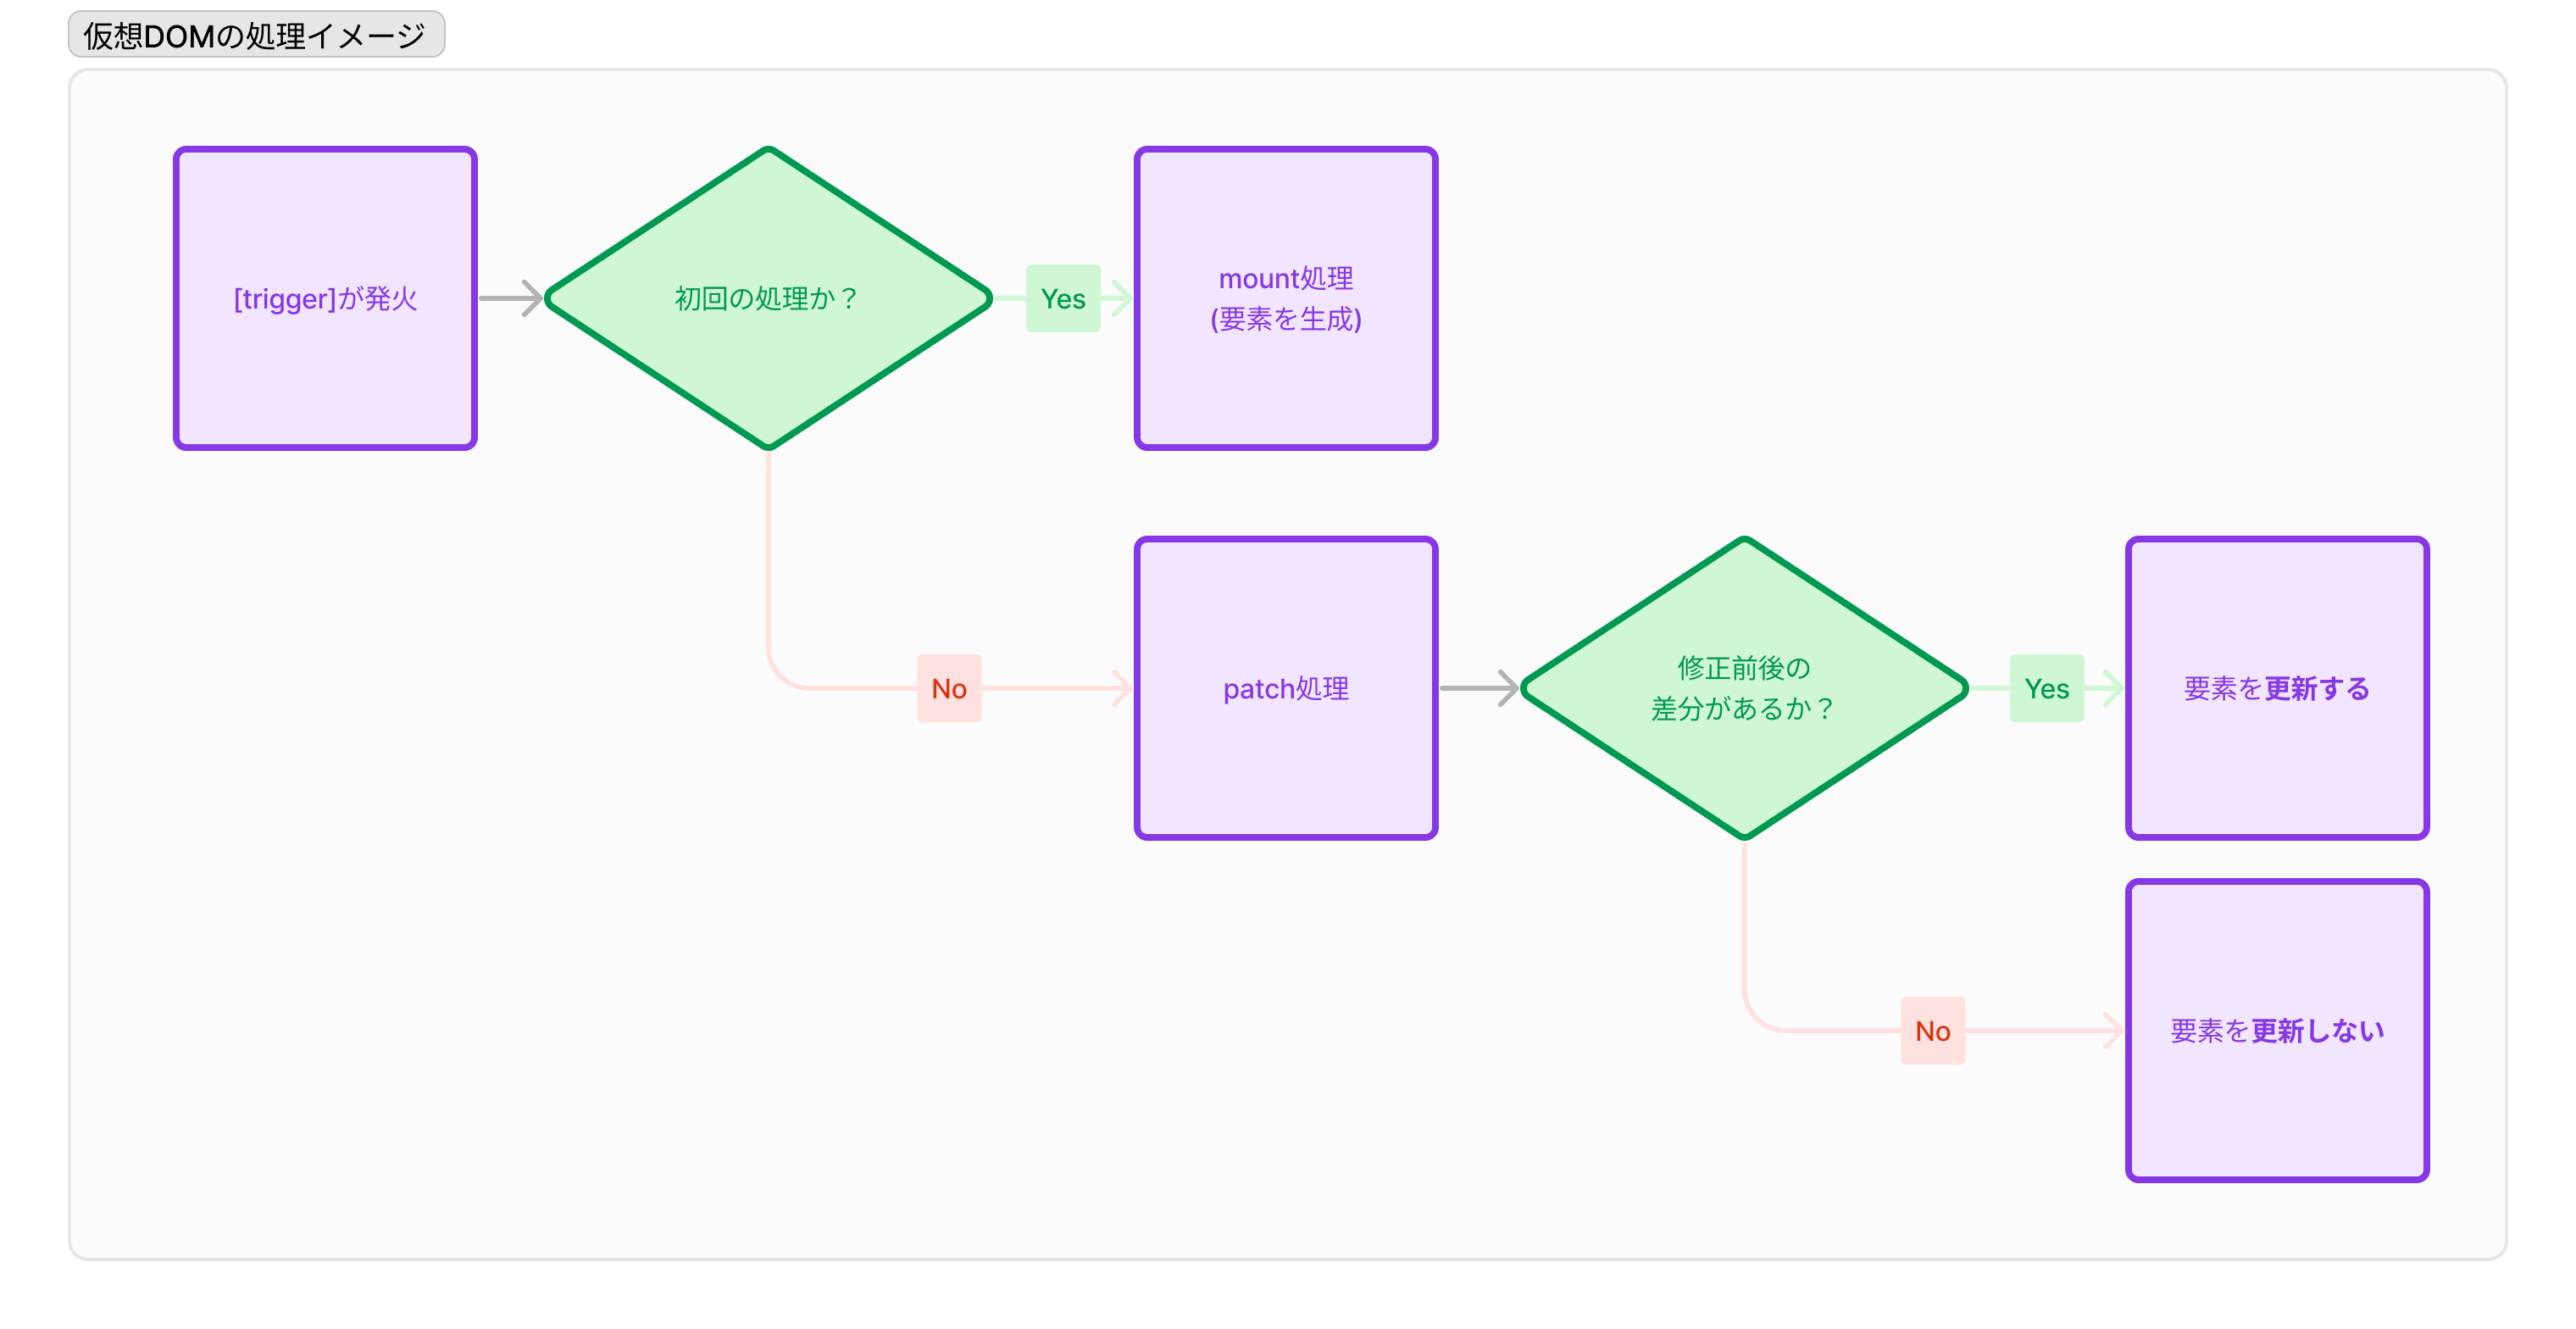 仮想DOMの処理イメージ
[trigger]が発火
初回の処理か？
Yes
mount処理
(要素を生成)
No
patch処理
修正前後の
差分があるか？
Yes
要素を更新する
No
要素を更新しない